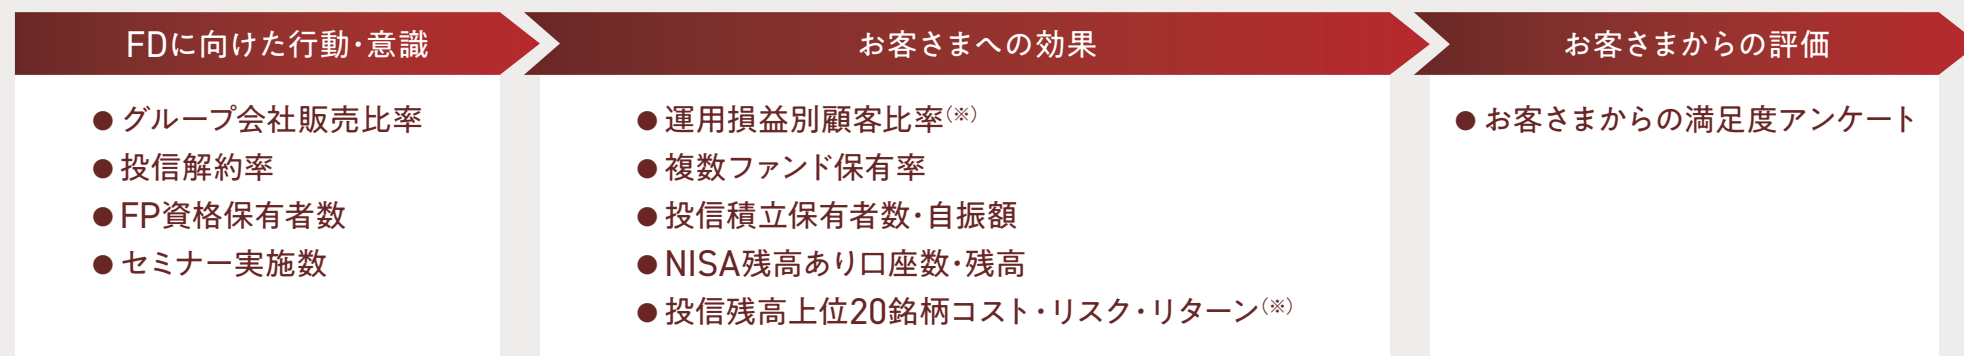 FDに向けた行動・意識
●グループ会社販売比率
●投信解約率
●FP資格保有者数
●セミナー実施数
お客さまへの効果
●運用損益別顧客比率(※)
●複数ファンド保有率
●投信積立保有者数・自振額
●NISA残高あり口座数・残高
●投信残高上位20銘柄コスト・リスク・リターン(※)
お客さまからの評価
●お客さまからの満足度アンケート